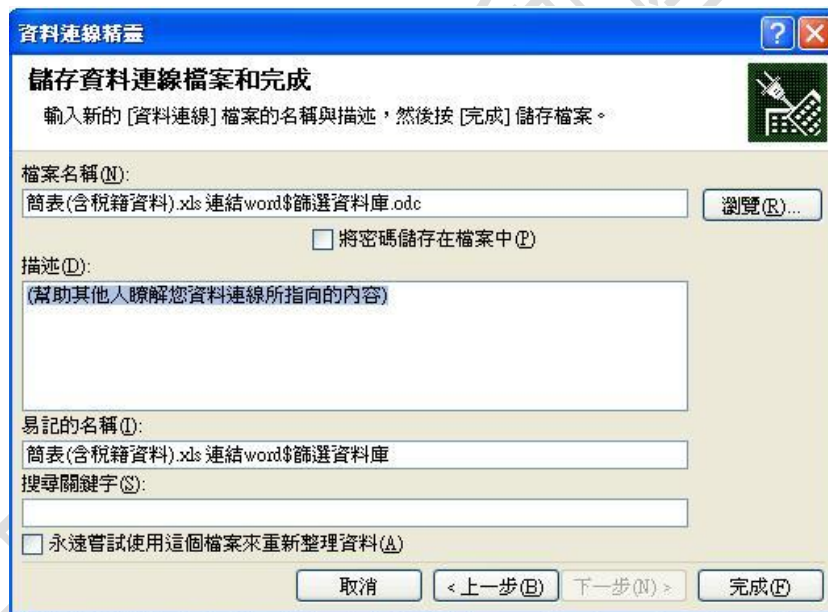 資料連線精靈
儲存資料連線檔案和完成
輸入新的 [資料連線] 檔案的名稱與描述，然後按 [完成] 儲存檔案。
檔案名稱(N):
簡表(含稅籍資料).xls 連結word$篩選資料庫.odc
瀏覽(R)...
將密碼儲存在檔案中(P)
描述(D):
(幫助其他人瞭解您資料連線所指向的內容)
易記的名稱(I):
簡表(含稅籍資料).xls 連結word$篩選資料庫
搜尋關鍵字(S):
永遠嘗試使用這個檔案來重新整理資料(A)
取消 <上一步(B) 下一步(N)> 完成(F)